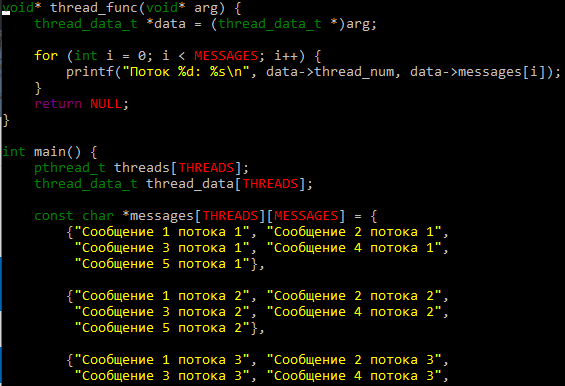 void* thread_func(void* arg) {
    thread_data_t *data = (thread_data_t *)arg;

    for (int i = 0; i < MESSAGES; i++) {
        printf("Поток %d: %s\n", data->thread_num, data->messages[i]);
    }
    return NULL;
}

int main() {
    pthread_t threads[THREADS];
    thread_data_t thread_data[THREADS];

    const char *messages[THREADS][MESSAGES] = {
        {"Сообщение 1 потока 1", "Сообщение 2 потока 1",
         "Сообщение 3 потока 1", "Сообщение 4 потока 1",
         "Сообщение 5 потока 1"},

        {"Сообщение 1 потока 2", "Сообщение 2 потока 2",
         "Сообщение 3 потока 2", "Сообщение 4 потока 2",
         "Сообщение 5 потока 2"},

        {"Сообщение 1 потока 3", "Сообщение 2 потока 3",
         "Сообщение 3 потока 3", "Сообщение 4 потока 3",